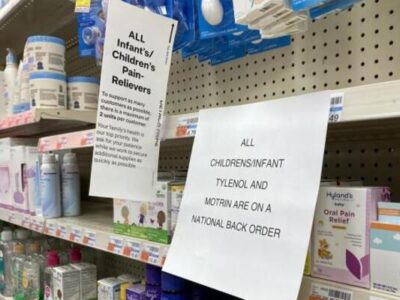 ALL
Infant's/
Children's
Pain-
Relievers
To support as many
customers as possible,
there is a maximum of
2 units per customer.
Your family's health is
our top priority. We
ask for your patience
while we work to secure
additional supplies as
quickly as possible.
ALL
CHILDRENS/INFANT
TYLENOL AND
MOTRIN ARE ON A
NATIONAL BACK ORDER
Hyland's
baby
Oral Pain
Relief